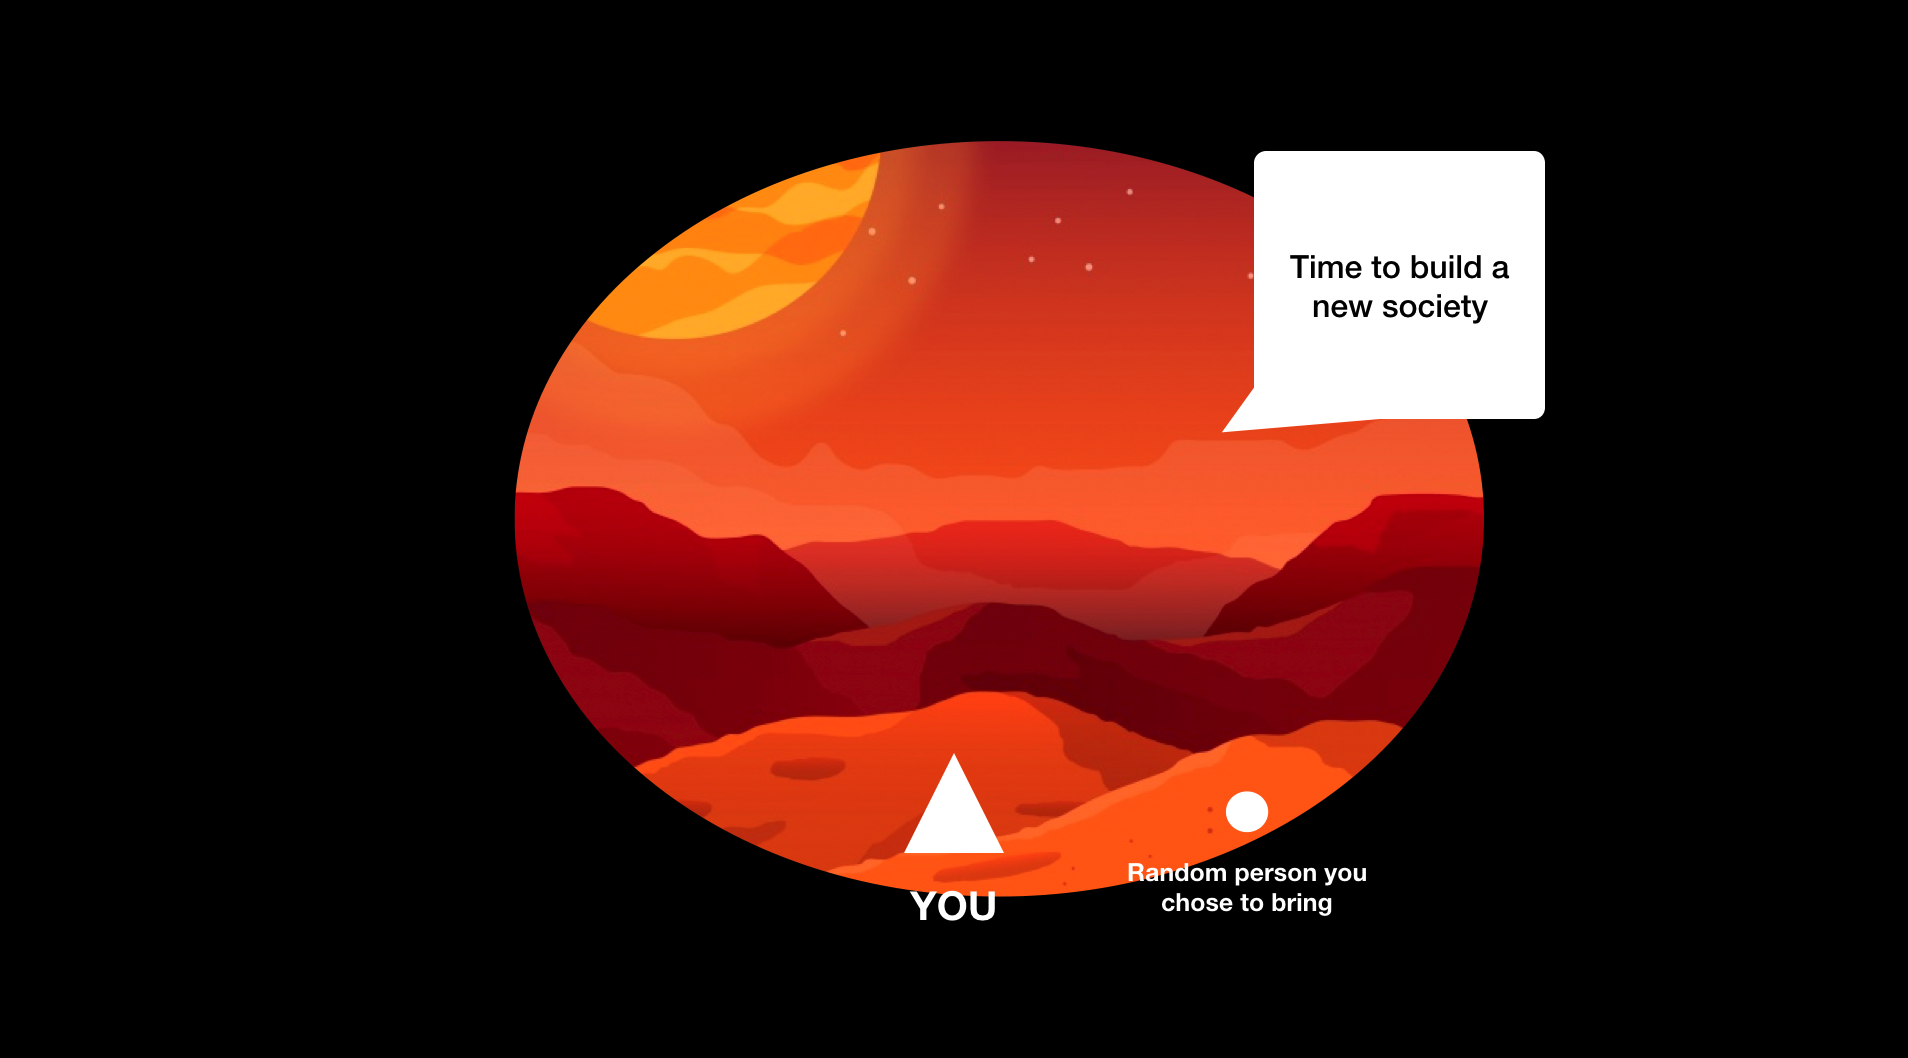 Time to build a
new society
Random person you
chose to bring
YOU